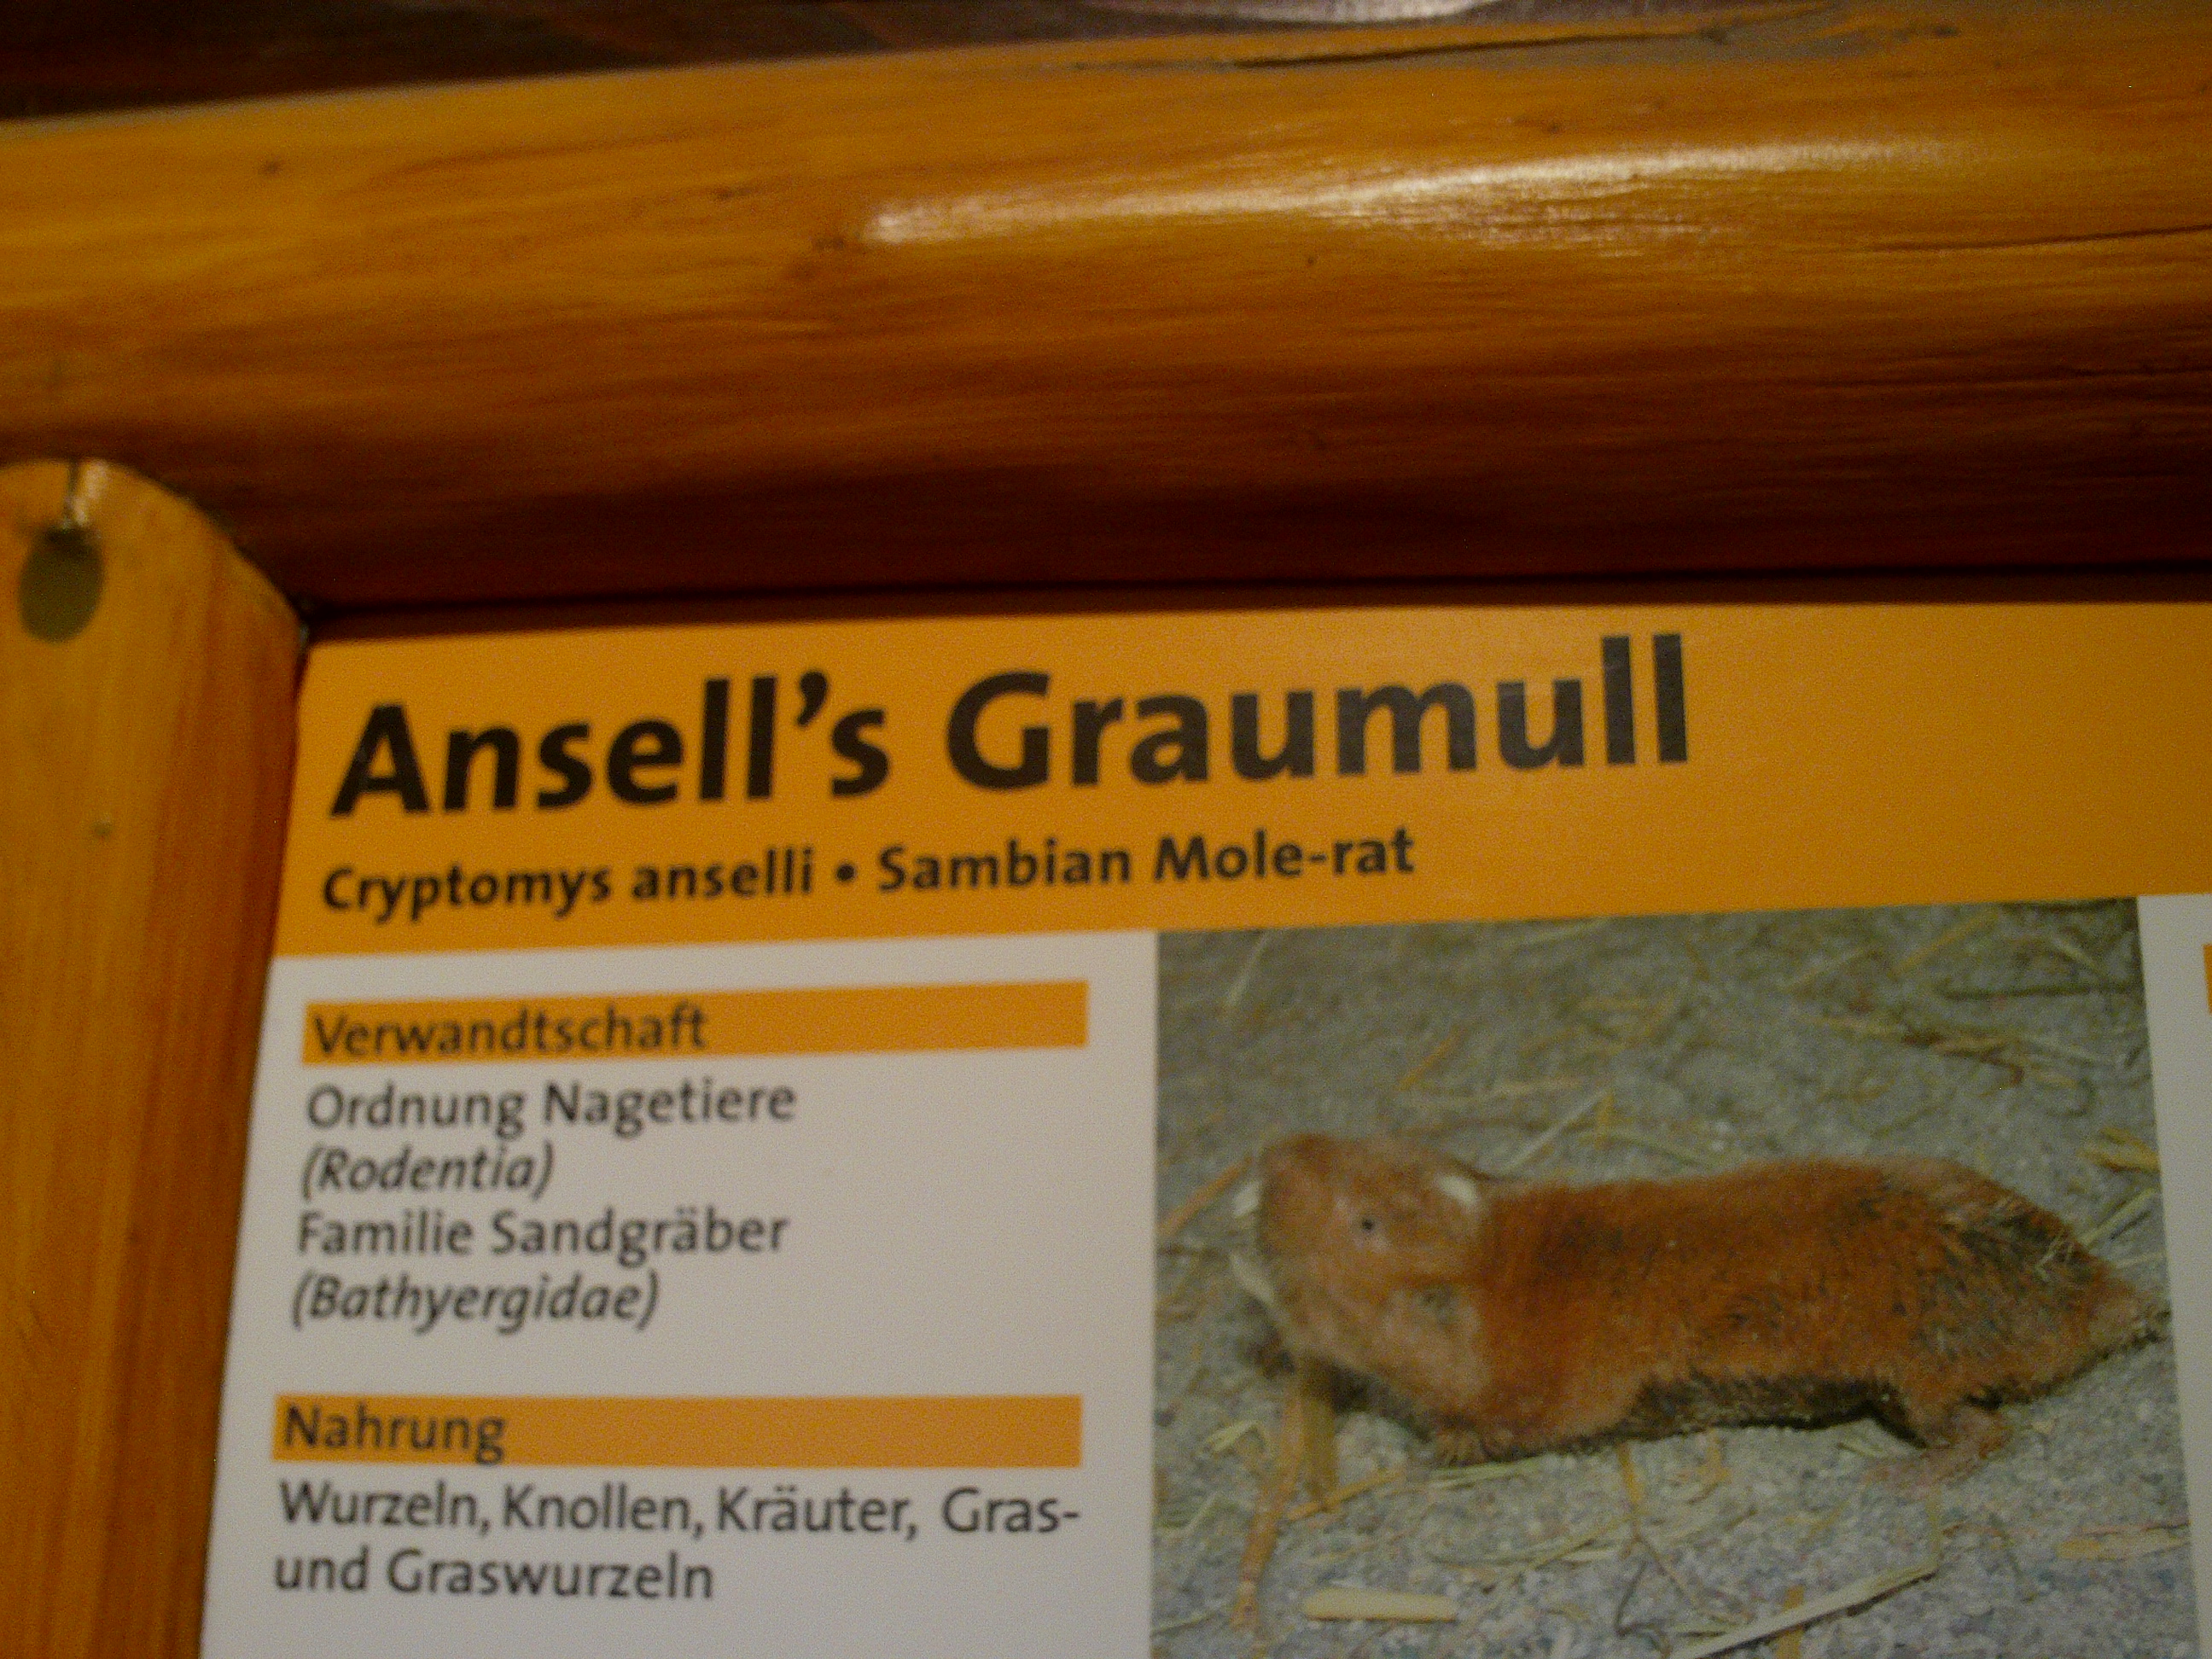 Ansell's Graumull
Cryptomys anselli • Sambian Mole-rat
Verwandtschaft
Ordnung Nagetiere
(Rodentia)
Familie Sandgräber
(Bathyergidae)
Nahrung
Wurzeln, Knollen, Kräuter, Gras-
und Graswurzeln